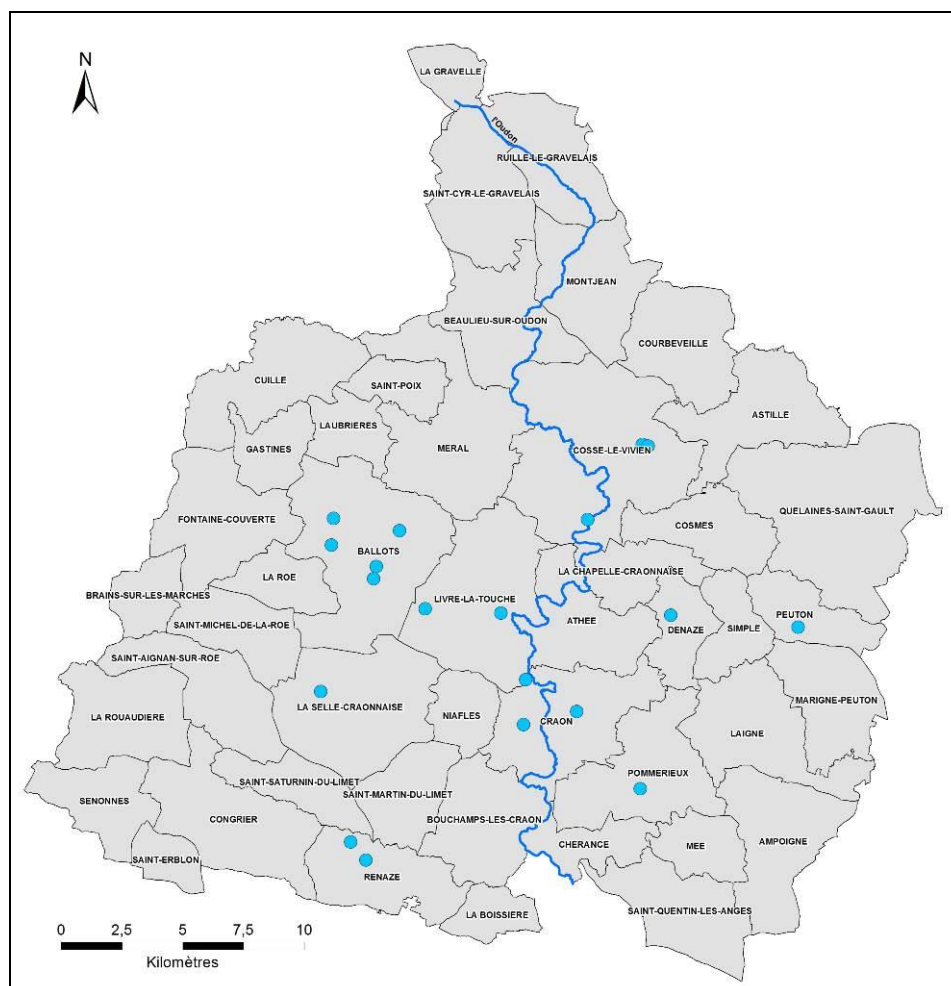 N
LA GRAVELLE
l'Oudon
RUILLE-LE-GRAVELAIS
SAINT-CYR-LE-GRAVELAIS
MONTJEAN
BEAULIEU-SUR-OUDON
COURBEVEILLE
CUILLE
SAINT-POIX
ASTILLE
LAUBRIERES
GASTINES
MERAL
COSSE-LE-VIVIEN
QUELAINES-SAINT-GAULT
FONTAINE-COUVERTE
COSMES
BALLOTS
LA ROE
LA CHAPELLE-CRAONNAÏSE
BRAINS-SUR-LES-MARCHES
LIVRE-LA-TOUCHE
PEUTON
SAINT-MICHEL-DE-LA-ROE
ATHEE
DENAZE
SIMPLE
SAINT-AIGNAN-SUR-ROE
MARIGNE-PEUTON
LA SELLE-CRAONNAISE
LA ROUAUDIERE
NIAFLES
CRAON
LAIGNE
POMMERIEUX
SAINT-SATURNIN-DU-LIMET
SAINT-MARTIN-DU-LIMET
SENONNES
CONGRIER
BOUCHAMPS-LES-CRAON
AMPOIGNE
CHERANCE
MEE
SAINT-ERBLON
RENAZE
LA BOISSIERE
SAINT-QUENTIN-LES-ANGES
0 2,5 5 7,5 10
Kilomètres